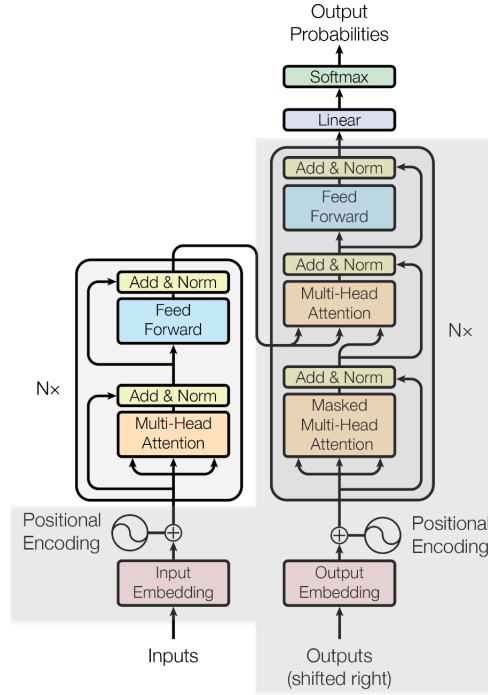 Output
Probabilities
Softmax
Linear
Add & Norm
Feed
Forward
Add & Norm
Multi-Head
Attention
Add & Norm
Masked
Multi-Head
Attention
N×
Add & Norm
Feed
Forward
N×
Add & Norm
Multi-Head
Attention
Positional
Encoding
Positional
Encoding
Input
Embedding
Output
Embedding
Inputs
Outputs
(shifted right)